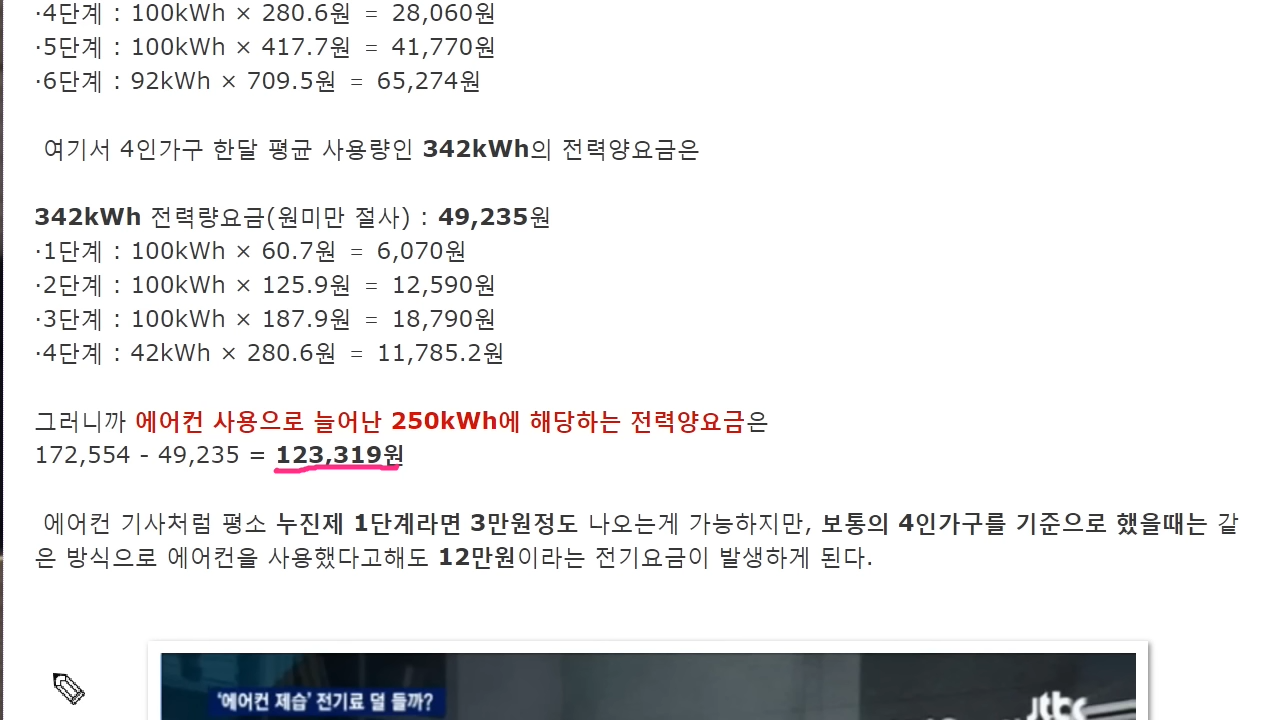 ·4단계 : 100kWh × 280.6원 = 28,060원
·5단계 : 100kWh × 417.7원 = 41,770원
·6단계 : 92kWh × 709.5원 = 65,274원
여기서 4인가구 한달 평균 사용량인 342kWh의 전력양요금은
342kWh 전력량요금(원미만 절사) : 49,235원
·1단계 : 100kWh × 60.7원 = 6,070원
·2단계 : 100kWh × 125.9원 = 12,590원
·3단계 : 100kWh × 187.9원 = 18,790원
·4단계 : 42kWh × 280.6원 = 11,785.2원
그러니까 에어컨 사용으로 늘어난 250kWh에 해당하는 전력양요금은
172,554 - 49,235 = 123,319원
에어컨 기사처럼 평소 누진제 1단계라면 3만원정도 나오는게 가능하지만, 보통의 4인가구를 기준으로 했을때는 같
은 방식으로 에어컨을 사용했다고해도 12만원이라는 전기요금이 발생하게 된다.
‘에어컨 제습’ 전기료 덜 들까?
jtbc